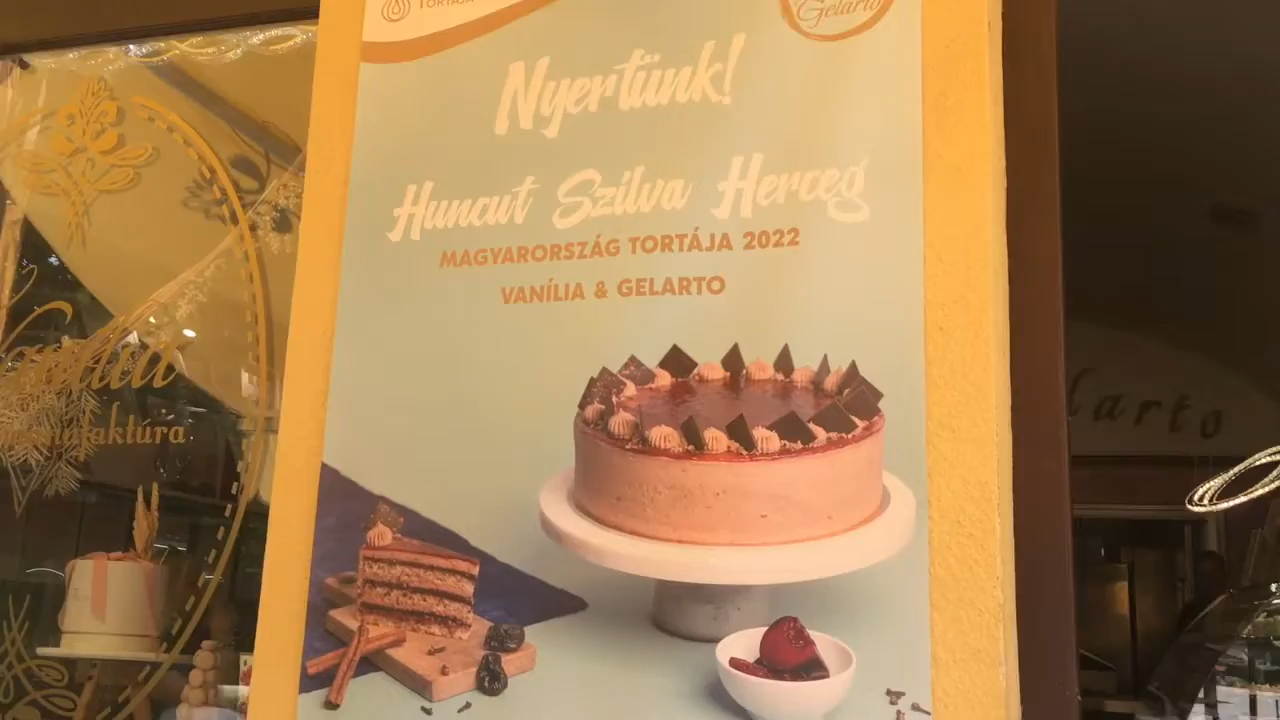 Gelarto
Nyertünk!
Huncut Szilva Herceg
MAGYARORSZÁG TORTÁJA 2022
VANÍLIA & GELARTO
manufaktúra
larto